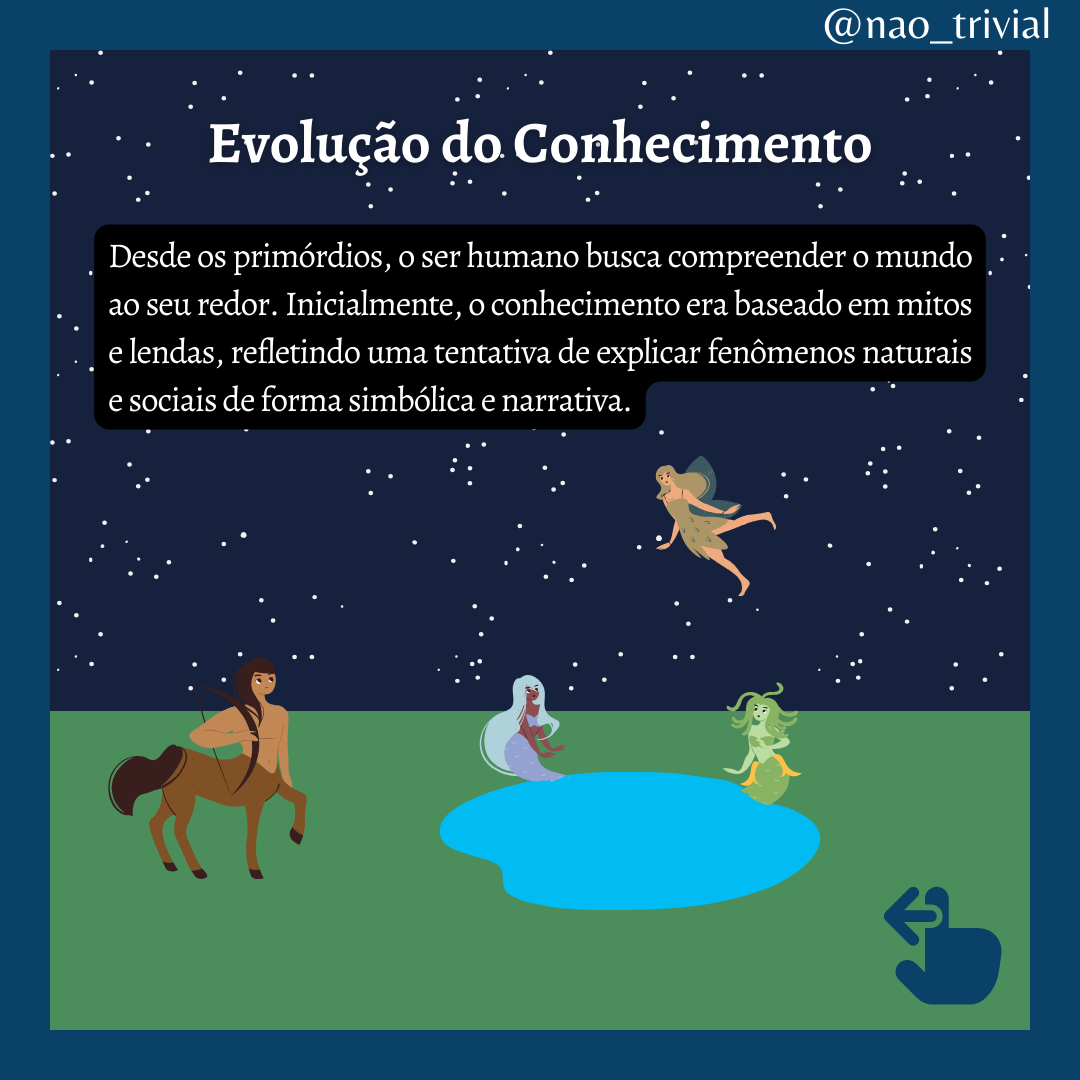 @nao_trivial
Evolução do Conhecimento
Desde os primórdios, o ser humano busca compreender o mundo
ao seu redor. Inicialmente, o conhecimento era baseado em mitos
e lendas, refletindo uma tentativa de explicar fenômenos naturais
e sociais de forma simbólica e narrativa.